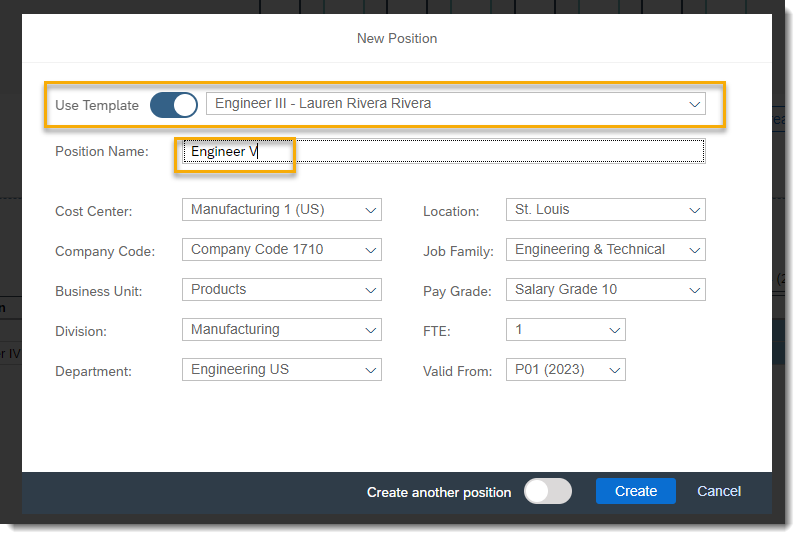 New Position
Use Template Engineer III - Lauren Rivera Rivera
Position Name: Engineer V
Cost Center: Manufacturing 1 (US) Location: St. Louis
Company Code: Company Code 1710 Job Family: Engineering & Technical
Business Unit: Products Pay Grade: Salary Grade 10
Division: Manufacturing FTE: 1
Department: Engineering US Valid From: P01 (2023)
Create another position Create Cancel